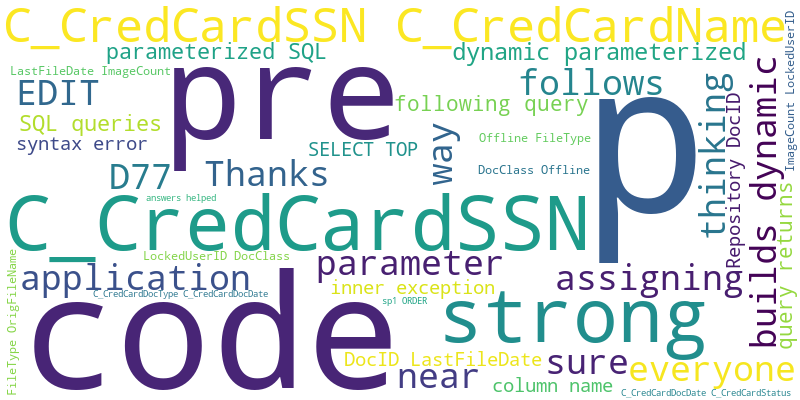 C_CredCardSSN C_CredCardName
parameterized SQL
dynamic parameterized
LastFileDate ImageCount
pre
p
EDIT
follows
following query
SQL queries
syntax error
Offline FileType
SELECT TOP
way
thinking
Repository DocID
builds dynamic
ImageCount LockedUserID
D77
Thanks
DocClass Offline
answers helped
C_CredCardSSN
LockedUserID DocClass
parameter
application
inner exception
assigning
query returns
C_CredCardDocType C_CredCardDocDate
sp1 ORDER
FileType OrigFileName
code
strong
DocID LastFileDate
sure
everyone
near
column name
C_CredCardDocDate C_CredCardStatus